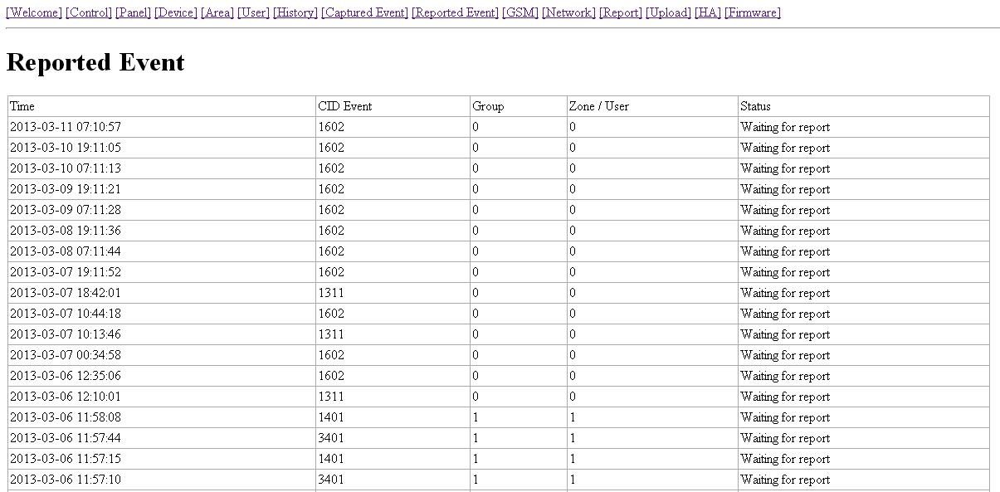 [Welcome] [Control] [Panel] [Device] [Area] [User] [History] [Captured Event] [Reported Event] [GSM] [Network] [Report] [Upload] [HA] [Firmware]
Reported Event
Time CID Event Group Zone / User Status
2013-03-11 07:10:57 1602 0 0 Waiting for report
2013-03-10 19:11:05 1602 0 0 Waiting for report
2013-03-10 07:11:13 1602 0 0 Waiting for report
2013-03-09 19:11:21 1602 0 0 Waiting for report
2013-03-09 07:11:28 1602 0 0 Waiting for report
2013-03-08 19:11:36 1602 0 0 Waiting for report
2013-03-08 07:11:44 1602 0 0 Waiting for report
2013-03-07 19:11:52 1602 0 0 Waiting for report
2013-03-07 18:42:01 1311 0 0 Waiting for report
2013-03-07 10:44:18 1602 0 0 Waiting for report
2013-03-07 10:13:46 1311 0 0 Waiting for report
2013-03-07 00:34:58 1602 0 0 Waiting for report
2013-03-06 12:35:06 1602 0 0 Waiting for report
2013-03-06 12:10:01 1311 0 0 Waiting for report
2013-03-06 11:58:08 1401 1 1 Waiting for report
2013-03-06 11:57:44 3401 1 1 Waiting for report
2013-03-06 11:57:15 1401 1 1 Waiting for report
2013-03-06 11:57:10 3401 1 1 Waiting for report